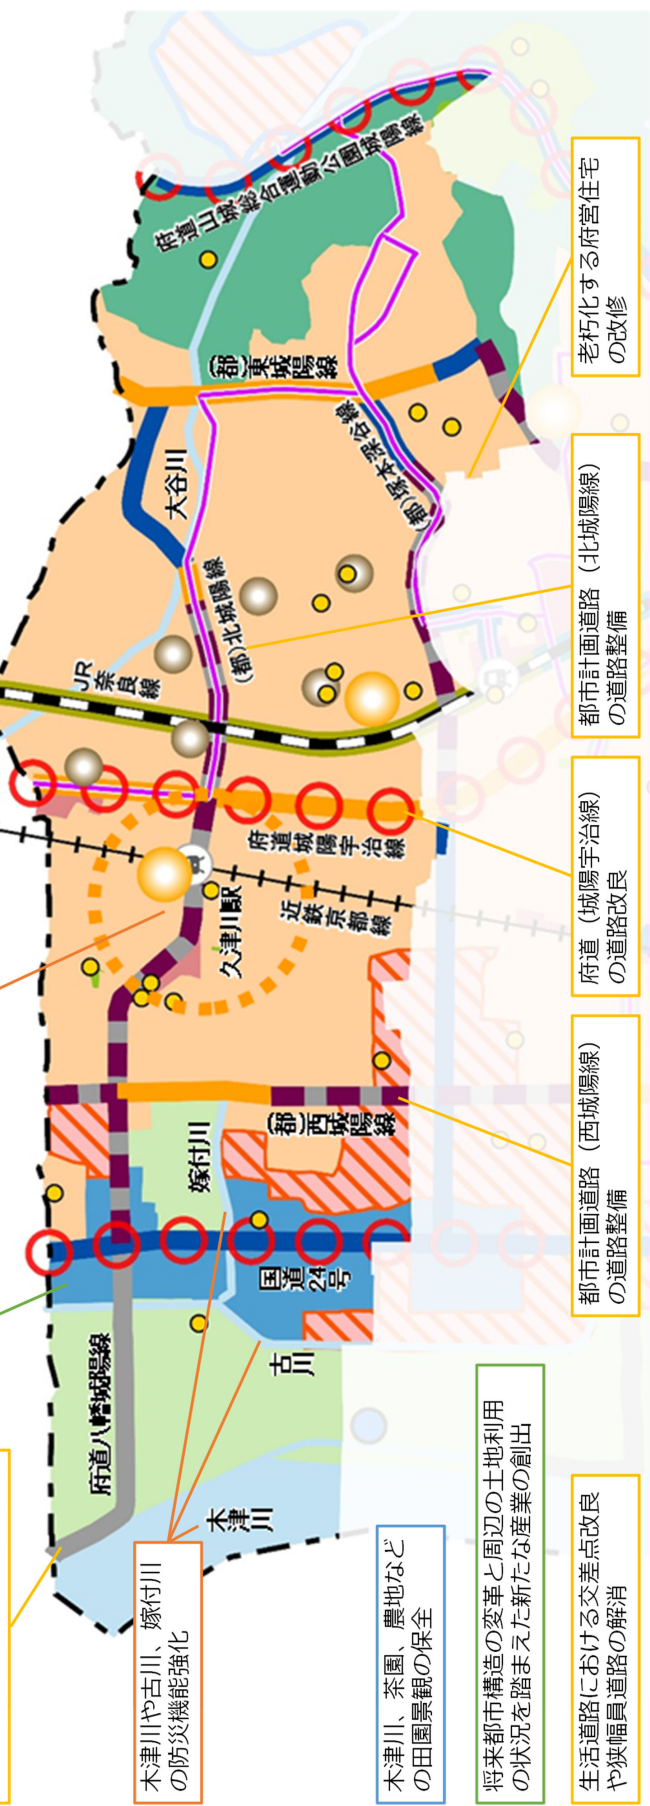 府道八幡城陽線
木津川
古川
嫁付川
国道24号
(都)西城陽線
久津川駅
近鉄京都線
府道城陽宇治線
JR
奈良
線
(都)北城陽線
大谷川
(都)東城陽線
(都)塚本深谷線
府道山城総合運動公園城陽線
木津川や古川、嫁付川
の防災機能強化
木津川、茶園、農地など
の田園景観の保全
将来都市構造の変革と周辺の土地利用
の状況を踏まえた新たな産業の創出
生活道路における交差点改良
や狭幅員道路の解消
都市計画道路（西城陽線）
の道路整備
府道（城陽宇治線）
の道路改良
都市計画道路（北城陽線）
の道路整備
老朽化する府営住宅
の改修